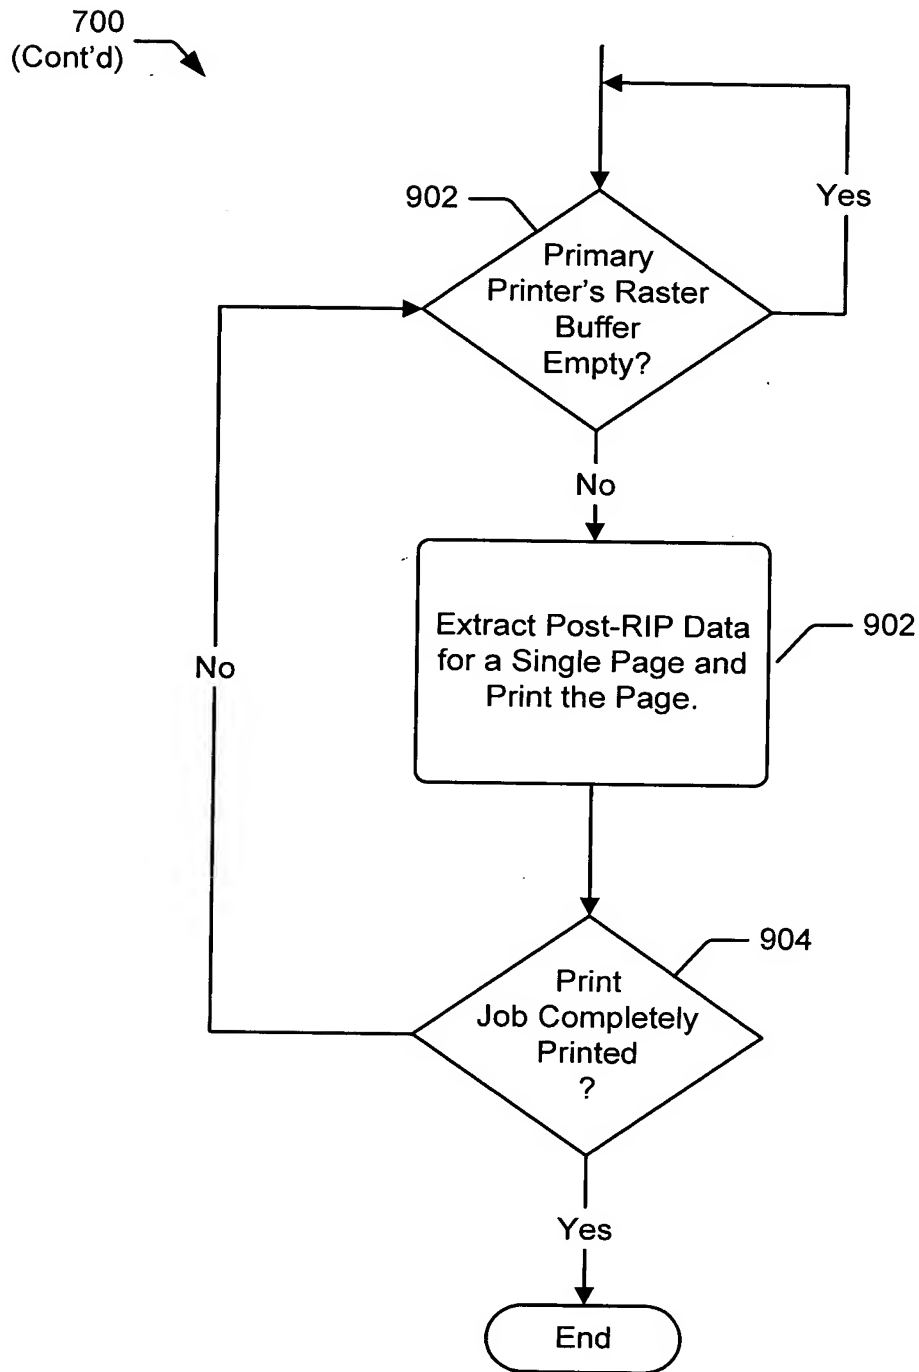 700
(Cont'd)
902
Yes
Primary
Printer's Raster
Buffer
Empty?
No
Extract Post-RIP Data
for a Single Page and
Print the Page.
902
No
904
Print
Job Completely
Printed
?
Yes
End